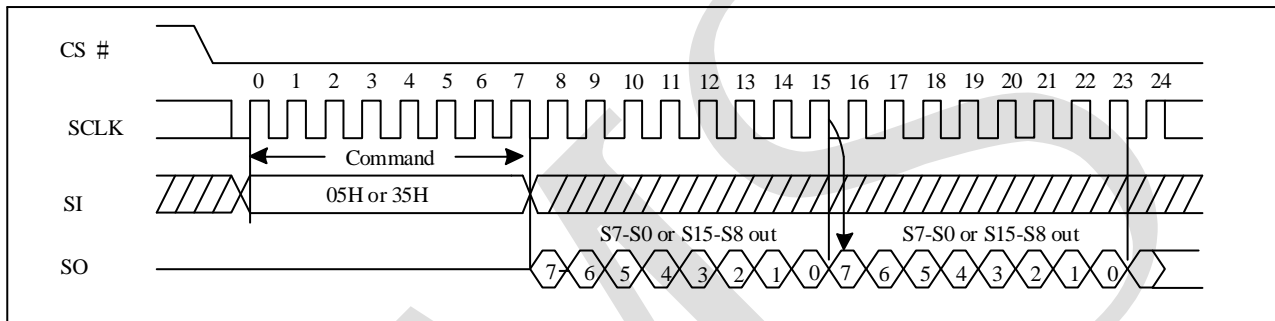 CS #
0 1 2 3 4 5 6 7 8 9 10 11 12 13 14 15 16 17 18 19 20 21 22 23 24
SCLK
Command
SI
05H or 35H
S7-S0 or S15-S8 out S7-S0 or S15-S8 out
SO
7 6 5 4 3 2 1 0 7 6 5 4 3 2 1 0